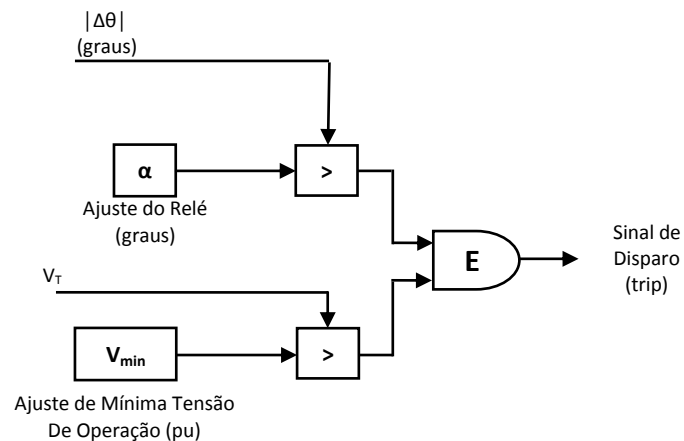 |Δθ|
(graus)
α
>
Ajuste do Relé
(graus)
E
Sinal de
Disparo
(trip)
V_T
V_min
>
Ajuste de Mínima Tensão
De Operação (pu)